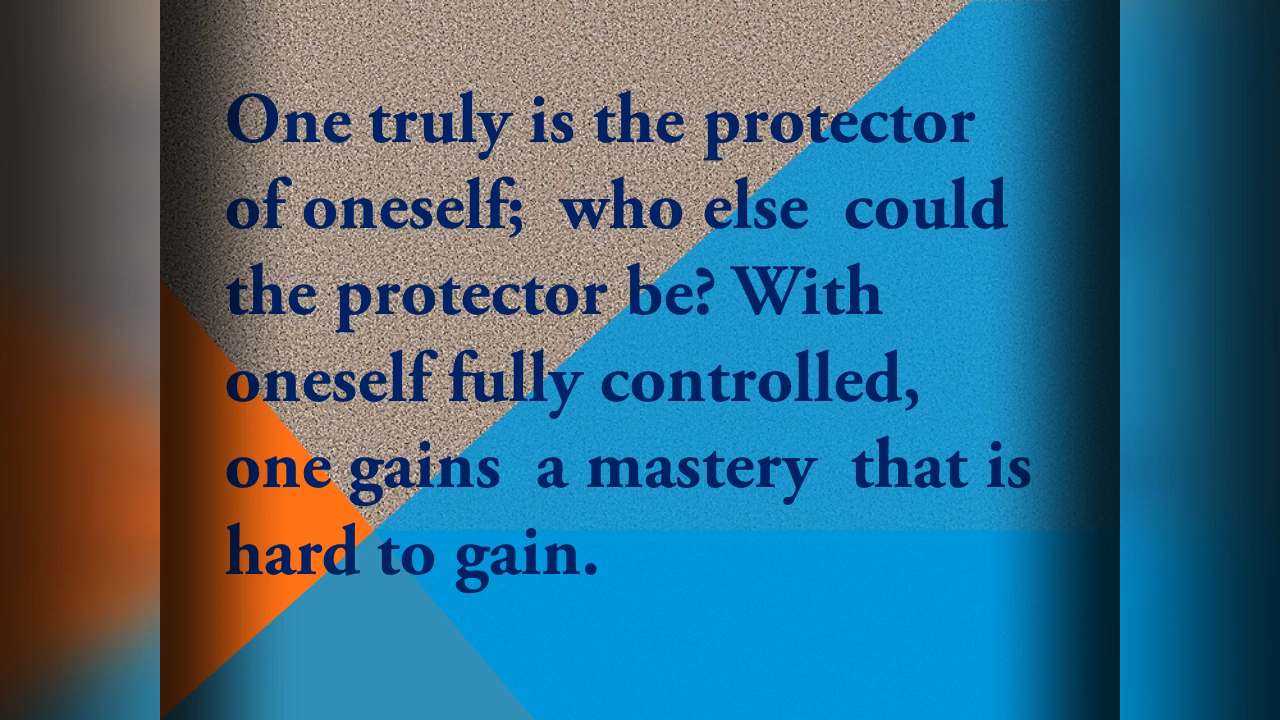 One truly is the protector
of oneself; who else could
the protector be? With
oneself fully controlled,
one gains a mastery that is
hard to gain.